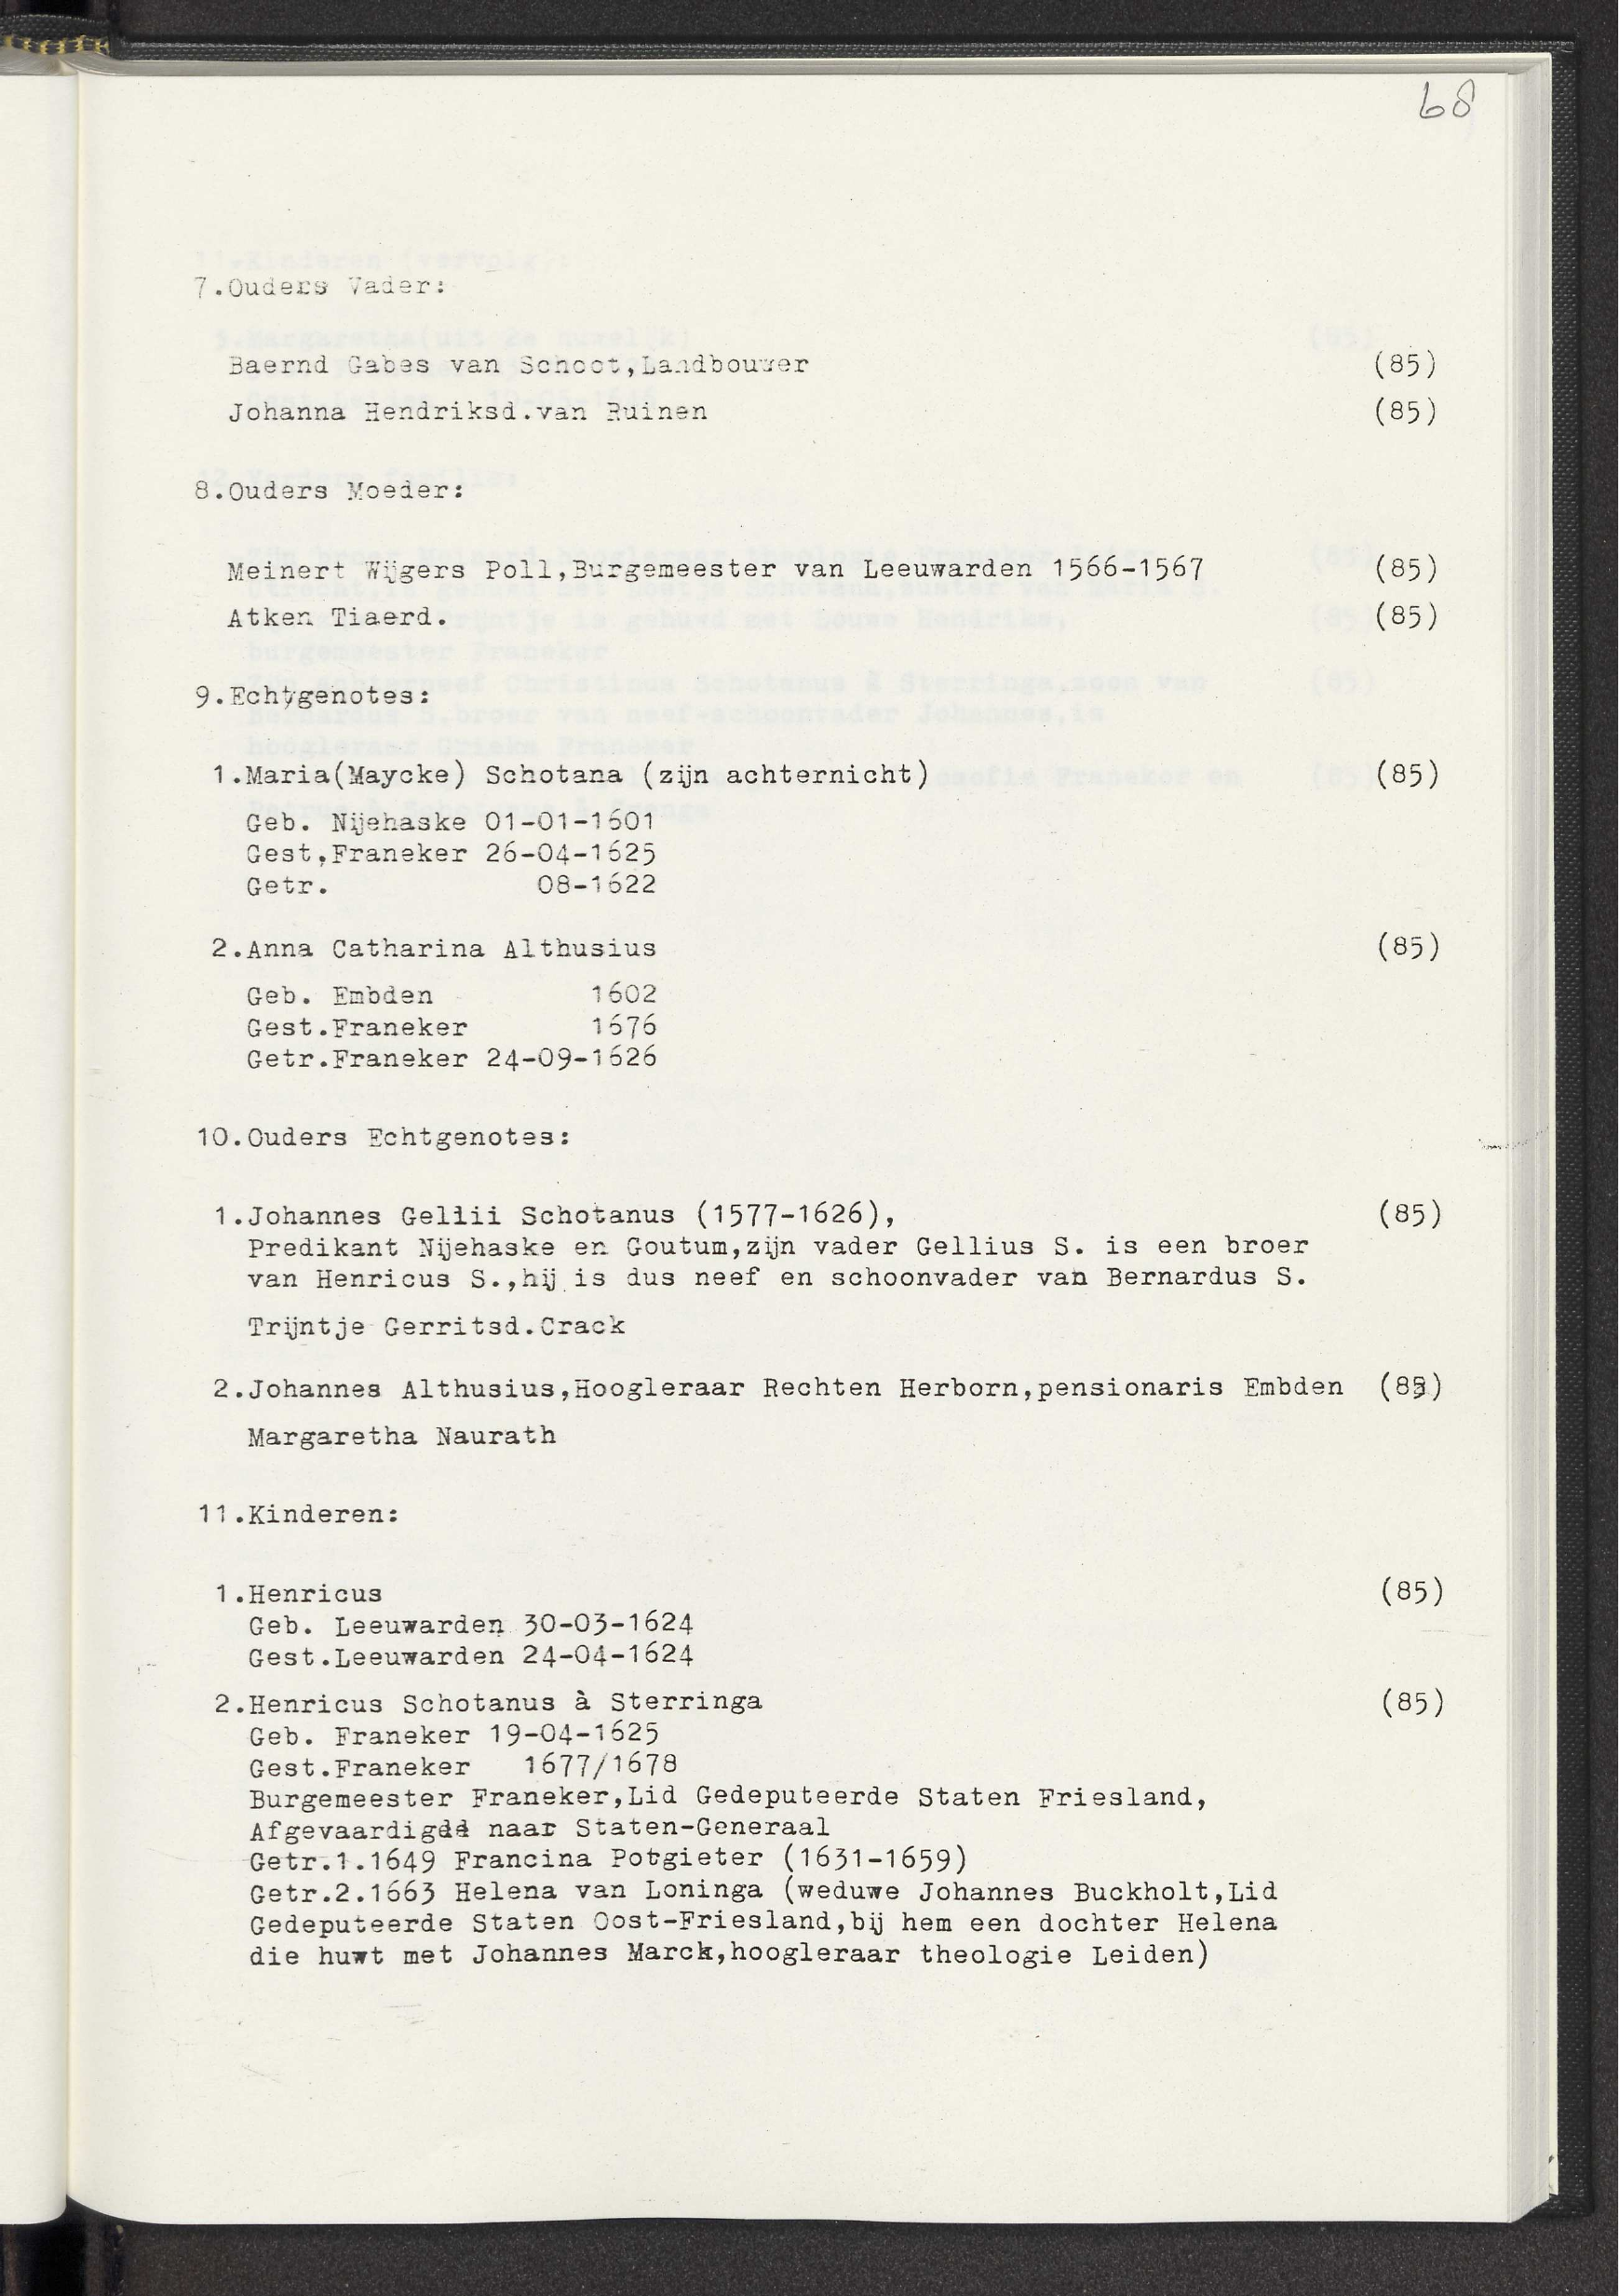 68
7.Ouders Vader:
Baernd Gabes van Schoot,Landbouwer (85)
Johanna Hendriksd.van Ruinen (85)
8.Ouders Moeder:
Meinert Wijgers Poll,Burgemeester van Leeuwarden 1566-1567 (85)
Atken Tiaerd. (85)
9.Echtgenotes:
1.Maria(Maycke) Schotana (zijn achternicht) (85)
Geb. Nijehaske 01-01-1601
Gest.Franeker 26-04-1625
Getr. 08-1622
2.Anna Catharina Althusius (85)
Geb. Embden 1602
Gest.Franeker 1676
Getr.Franeker 24-09-1626
10.Ouders Echtgenotes:
1.Johannes Gellii Schotanus (1577-1626), (85)
Predikant Nijehaske en Goutum,zijn vader Gellius S. is een broer
van Henricus S.,hij is dus neef en schoonvader van Bernardus S.
Trijntje Gerritsd.Crack
2.Johannes Althusius,Hoogleraar Rechten Herborn,pensionaris Embden (85)
Margaretha Naurath
11.Kinderen:
1.Henricus (85)
Geb. Leeuwarden 30-03-1624
Gest.Leeuwarden 24-04-1624
2.Henricus Schotanus à Sterringa (85)
Geb. Franeker 19-04-1625
Gest.Franeker 1677/1678
Burgemeester Franeker,Lid Gedeputeerde Staten Friesland,
Afgevaardigde naar Staten-Generaal
Getr.1.1649 Francina Potgieter (1631-1659)
Getr.2.1663 Helena van Loninga (weduwe Johannes Buckholt,Lid
Gedeputeerde Staten Oost-Friesland,bij hem een dochter Helena
die huwt met Johannes Marck,hoogleraar theologie Leiden)